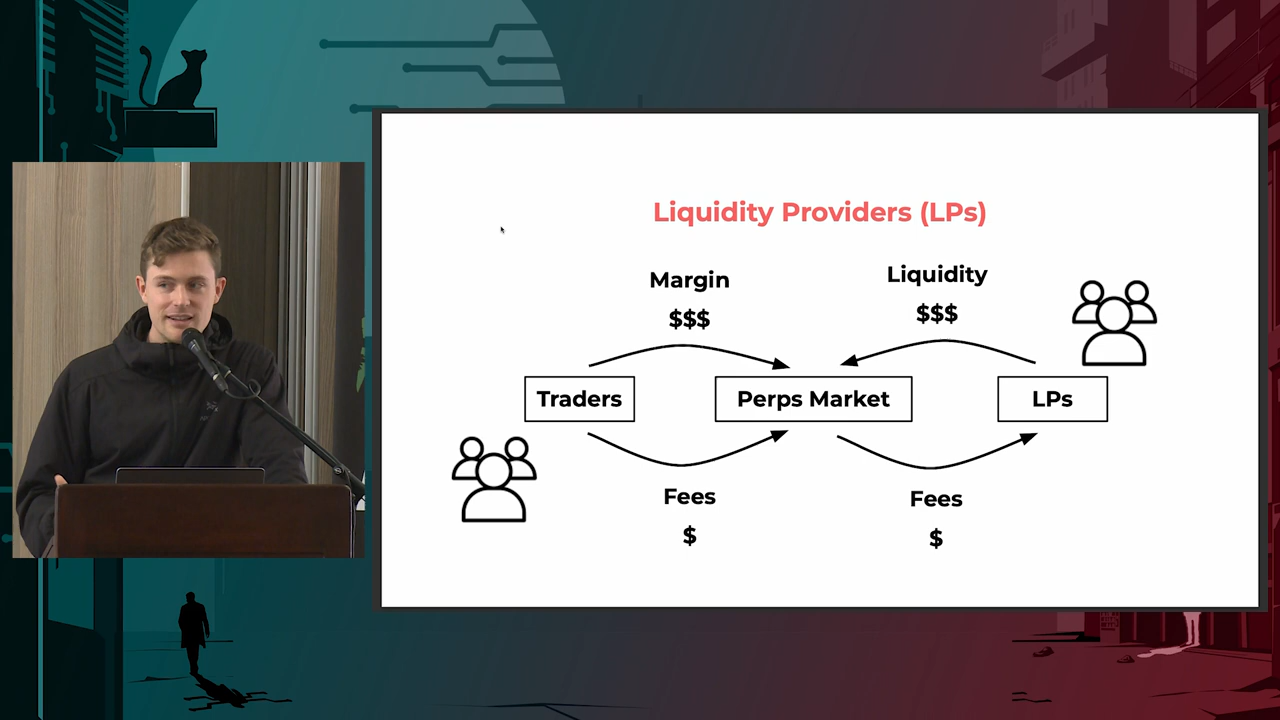 Liquidity Providers (LPs)
Margin
$$$
Liquidity
$$$
Traders
Perps Market
LPs
Fees
$
Fees
$